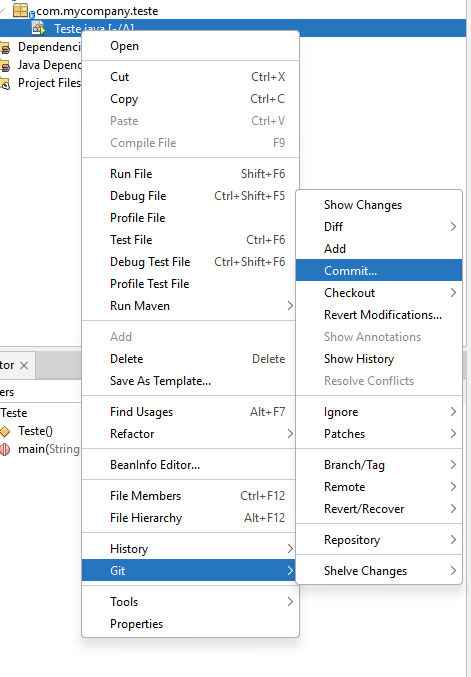 com.mycompany.teste
Teste.java [-/A]
Dependenci
Java Depend
Project Files
Open
Cut Ctrl+X
Copy Ctrl+C
Paste Ctrl+V
Compile File F9
Run File Shift+F6
Debug File Ctrl+Shift+F5
Profile File
Test File Ctrl+F6
Debug Test File Ctrl+Shift+F6
Profile Test File
Run Maven
Add
Delete Delete
Save As Template...
Find Usages Alt+F7
Refactor
BeanInfo Editor...
File Members Ctrl+F12
File Hierarchy Alt+F12
History
Git
Tools
Properties
Show Changes
Diff
Add
Commit...
Checkout
Revert Modifications...
Show Annotations
Show History
Resolve Conflicts
Ignore
Patches
Branch/Tag
Remote
Revert/Recover
Repository
Shelve Changes
tor
ers
Teste
Teste()
main(String